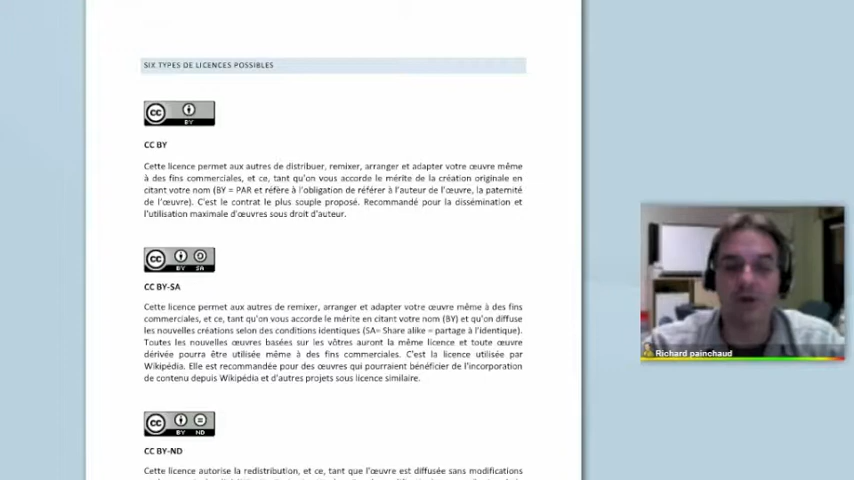 SIX TYPES DE LICENCES POSSIBLES
cc
BY
CC BY
Cette licence permet aux autres de distribuer, remixer, arranger et adapter votre œuvre même
à des fins commerciales, et ce, tant qu'on vous accorde le mérite de la création originale en
citant votre nom (BY = PAR et réfère à l'obligation de référer à l'auteur de l'œuvre, la paternité
de l'œuvre). C'est le contrat le plus souple proposé. Recommandé pour la dissémination et
l'utilisation maximale d'œuvres sous droit d'auteur.
cc
BY SA
CC BY-SA
Cette licence permet aux autres de remixer, arranger et adapter votre œuvre même à des fins
commerciales, et ce, tant qu'on vous accorde le mérite en citant votre nom (BY) et qu'on diffuse
les nouvelles créations selon des conditions identiques (SA= Share alike = partage à l'identique).
Toutes les nouvelles œuvres basées sur les vôtres auront la même licence et toute œuvre
dérivée pourra être utilisée même à des fins commerciales. C'est la licence utilisée par
Wikipédia. Elle est recommandée pour des œuvres qui pourraient bénéficier de l'incorporation
de contenu depuis Wikipédia et d'autres projets sous licence similaire.
Richard painchaud
cc
BY ND
CC BY-ND
Cette licence autorise la redistribution, et ce, tant que l'œuvre est diffusée sans modifications